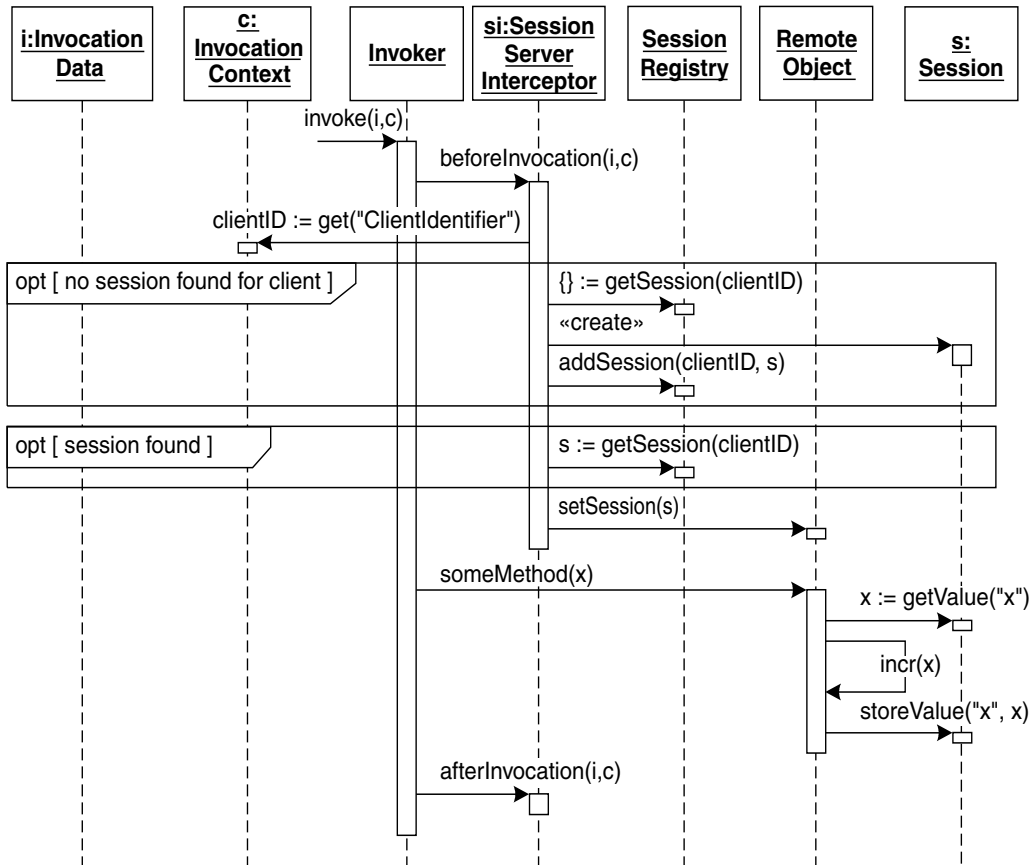 i:Invocation
Data
c:
Invocation
Context
Invoker
si:Session
Server
Interceptor
Session
Registry
Remote
Object
s:
Session
invoke(i,c)
beforeInvocation(i,c)
clientID := get("ClientIdentifier")
opt [ no session found for client ]
{} := getSession(clientID)
«create»
addSession(clientID, s)
opt [ session found ]
s := getSession(clientID)
setSession(s)
someMethod(x)
x := getValue("x")
incr(x)
storeValue("x", x)
afterInvocation(i,c)